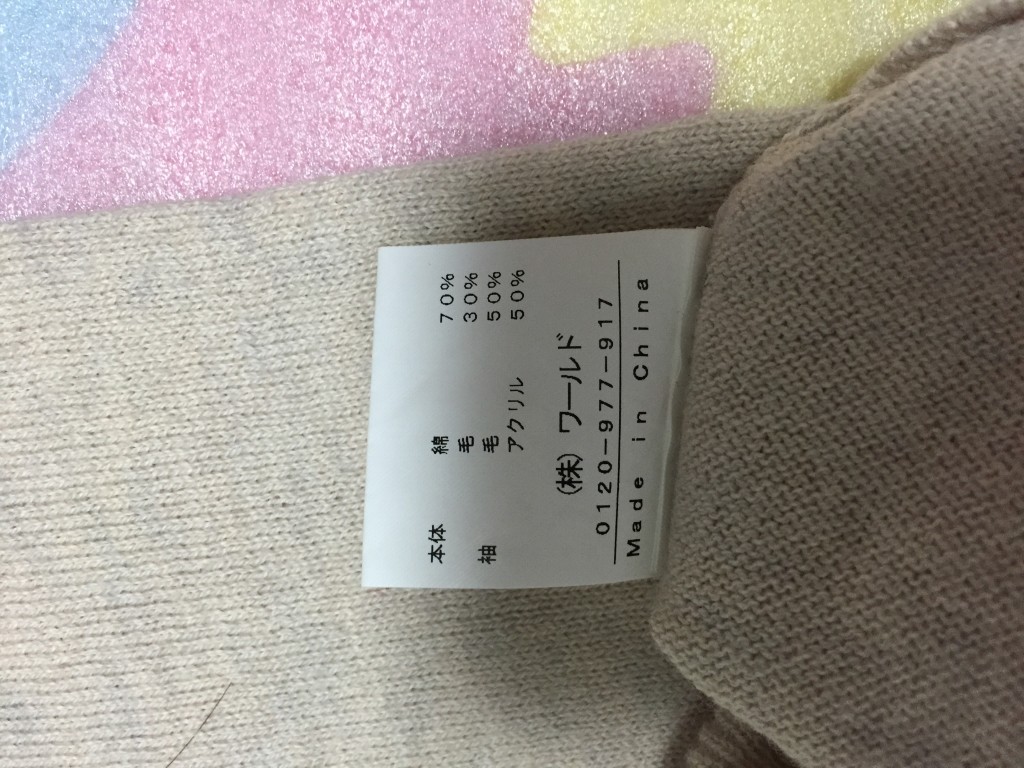 本体 綿 70%
毛 30%
袖 毛 50%
アクリル 50%
(株)ワールド
0120-977-917
Made in China